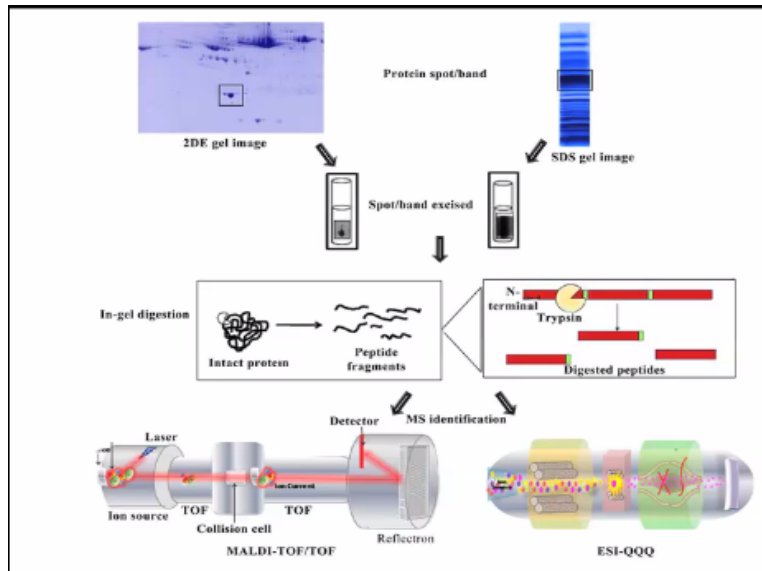 Protein spot/band
2DE gel image
SDS gel image
Spot/band excised
In-gel digestion
Intact protein
Peptide
fragments
N-
terminal
Trypsin
Digested peptides
MS identification
Detector
Laser
Ion source
TOF
Collision cell
Ion Current
TOF
Reflectron
MALDI-TOF/TOF
ESI-QQQ